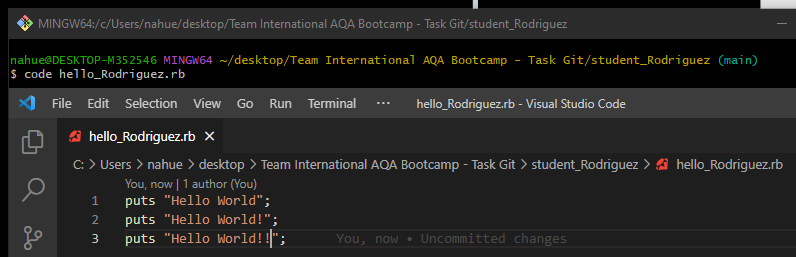 MINGW64:/c/Users/nahue/desktop/Team International AQA Bootcamp - Task Git/student_Rodriguez
nahue@DESKTOP-M352546 MINGW64 ~/desktop/Team International AQA Bootcamp - Task Git/student_Rodriguez (main)
$ code hello_Rodriguez.rb
File Edit Selection View Go Run Terminal ··· hello_Rodriguez.rb - Visual Studio Code
hello_Rodriguez.rb ×
C: > Users > nahue > desktop > Team International AQA Bootcamp - Task Git > student_Rodriguez > hello_Rodriguez.rb
You, now | 1 author (You)
1 puts "Hello World";
2 puts "Hello World!";
3 puts "Hello World!!"; You, now • Uncommitted changes